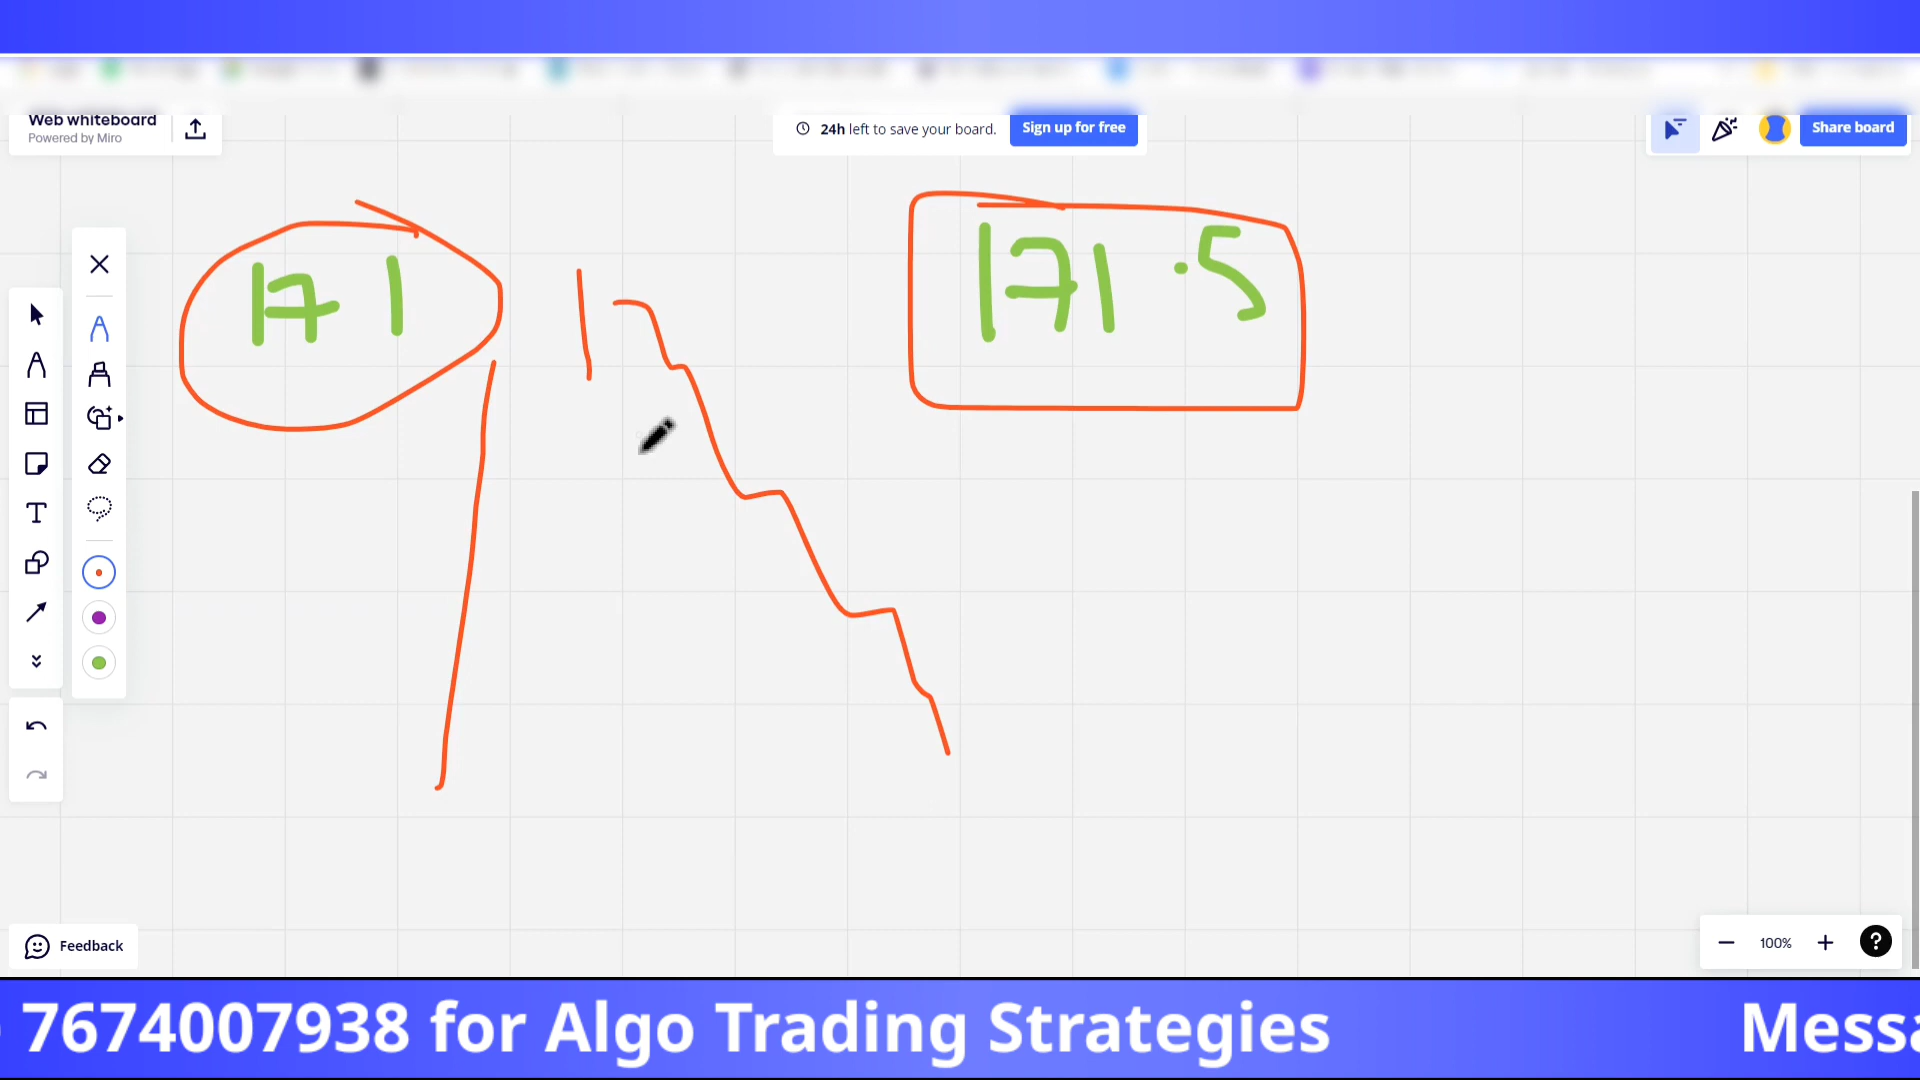 Web whiteboard
Powered by Miro
24h left to save your board.
Sign up for free
Share board
171
171.5
Feedback
100%
?
7674007938 for Algo Trading Strategies
Messa